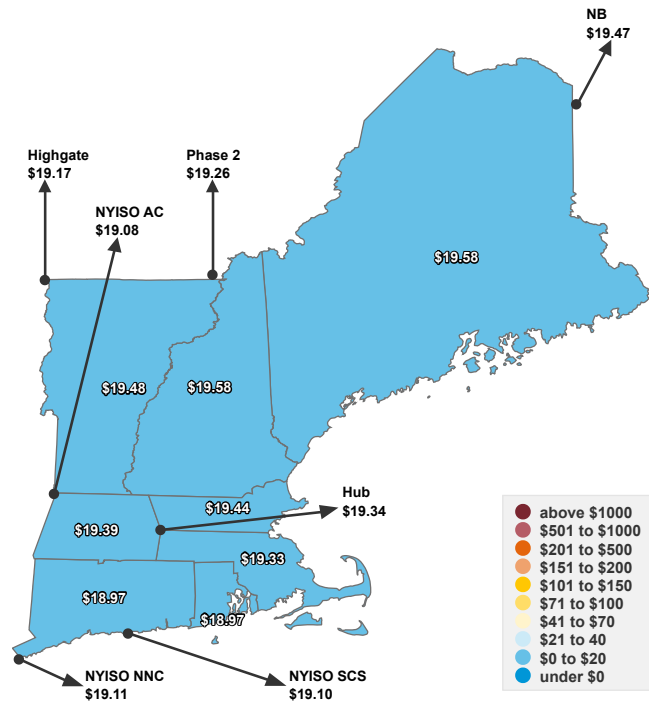 NB
$19.47
Highgate
$19.17
Phase 2
$19.26
NYISO AC
$19.08
$19.58
$19.48
$19.58
Hub
$19.34
$19.44
$19.39
$19.33
$18.97
$18.97
NYISO NNC
$19.11
NYISO SCS
$19.10
above $1000
$501 to $1000
$201 to $500
$151 to $200
$101 to $150
$71 to $100
$41 to $70
$21 to 40
$0 to $20
under $0